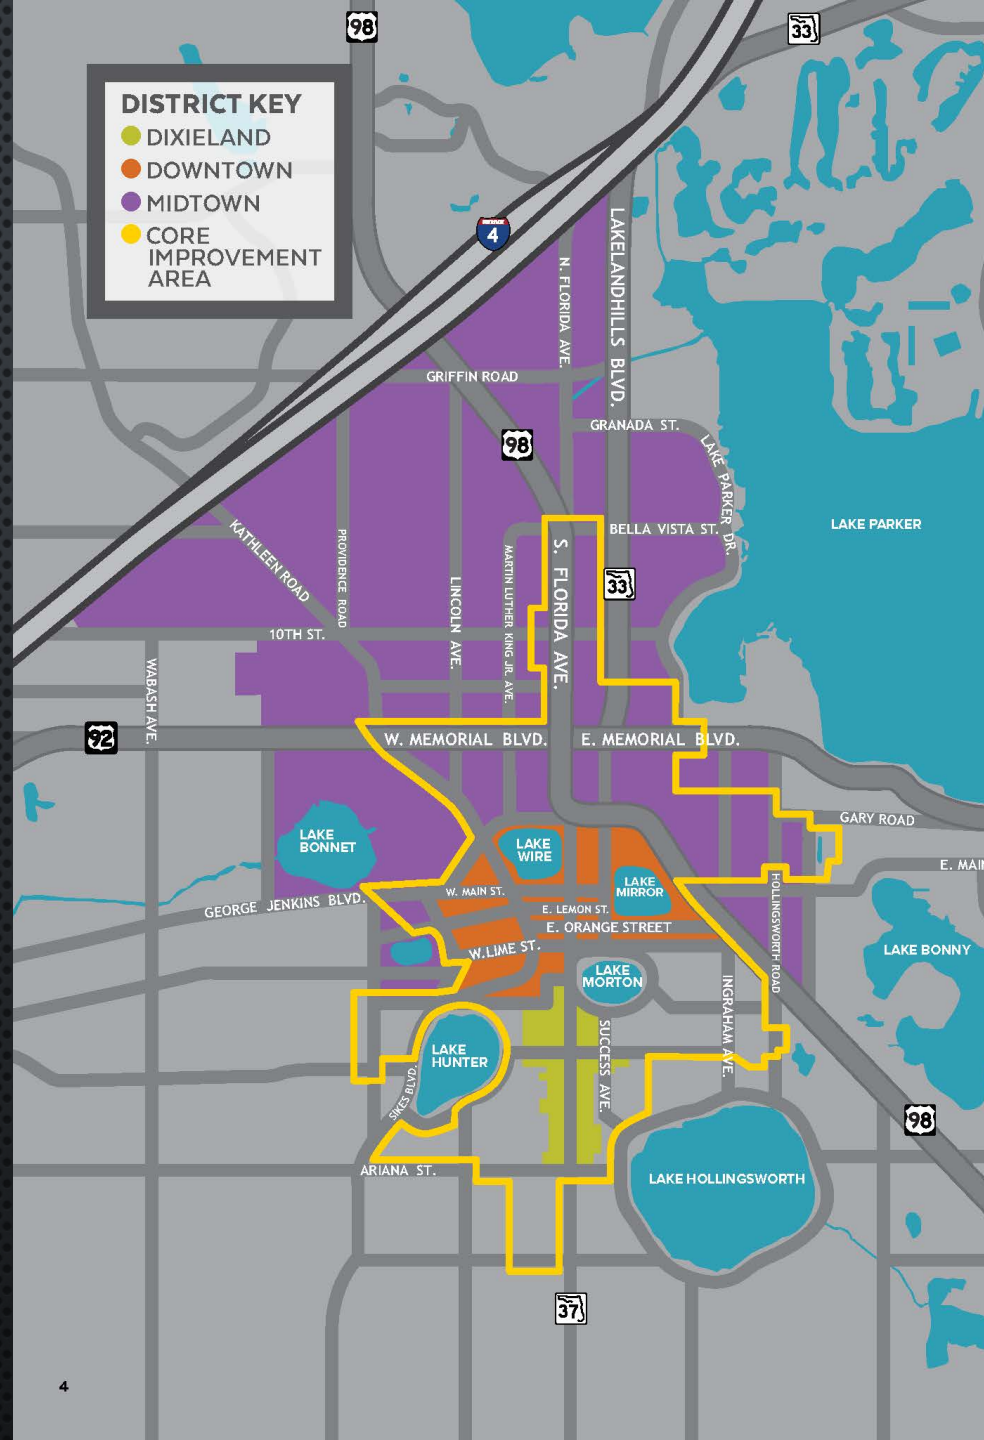 98
33
DISTRICT KEY
DIXIELAND
DOWNTOWN
MIDTOWN
CORE
IMPROVEMENT
AREA
4
LAKELANDHILLS BLVD.
N. FLORIDA AVE.
GRIFFIN ROAD
GRANADA ST.
98
LAKE PARKER DR.
LAKE PARKER
BELLA VISTA ST.
KATHLEEN ROAD
PROVIDENCE ROAD
LINCOLN AVE.
MARTIN LUTHER KING JR. AVE.
S. FLORIDA AVE.
33
10TH ST.
WABASH AVE.
92
W. MEMORIAL BLVD.
E. MEMORIAL BLVD.
GARY ROAD
LAKE
BONNET
LAKE
WIRE
E. MAIN
LAKE
MIRROR
W. MAIN ST.
HOLLINGSWORTH ROAD
GEORGE JENKINS BLVD.
E. LEMON ST.
E. ORANGE STREET
W. LIME ST.
LAKE BONNY
LAKE
MORTON
INGRAHAM AVE.
SUCCESS AVE.
LAKE
HUNTER
SIKES BLVD.
98
ARIANA ST.
LAKE HOLLINGSWORTH
37
4